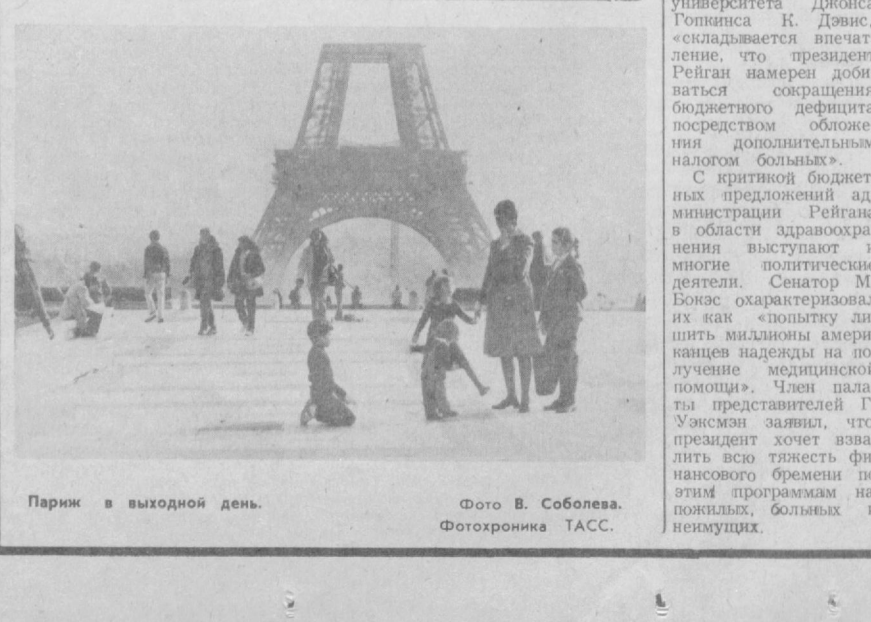 Париж в выходной день.
Фото В. Соболева.
Фотохроника ТАСС.
университета Джонса
Гопкинса К. Дэвис,
«складывается впечат
ление, что президент
Рейган намерен доби
ваться сокращения
бюджетного дефицита
посредством обложе
ния дополнительным
налогом больных».
С критикой бюджет
ных предложений ад
министрации Рейгана
в области здравоохра
нения выступают и
многие политические
деятели. Сенатор М.
Бокэс охарактеризовал
их как «попытку ли
шить миллионы амери
канцев надежды на по
лучение медицинской
помощи». Член пала
ты представителей Г.
Уэксмэн заявил, что
президент хочет взва
лить всю тяжесть фи
нансового бремени по
этим программам на
пожилых, больных и
неимущих.